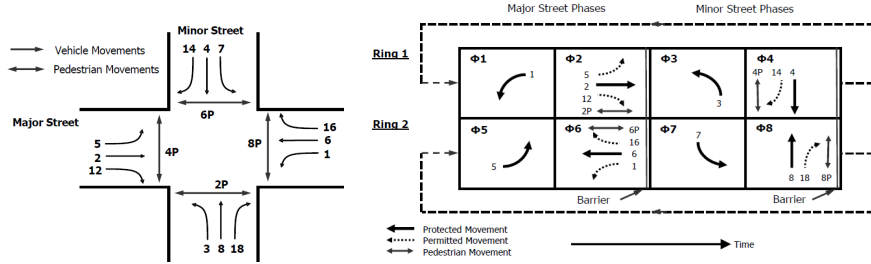 Vehicle Movements
Pedestrian Movements
Minor Street
14 4 7
6P
Major Street
5
2
12
4P
8P
16
6
1
2P
3 8 18
Major Street Phases
Minor Street Phases
Ring 1
Φ1
1
Φ2
5
2
12
2P
Φ3
3
Φ4
4P 14 4
Ring 2
Φ5
5
Φ6
6P
16
6
1
Φ7
7
Φ8
8 18 8P
Barrier
Barrier
Protected Movement
Permitted Movement
Pedestrian Movement
Time